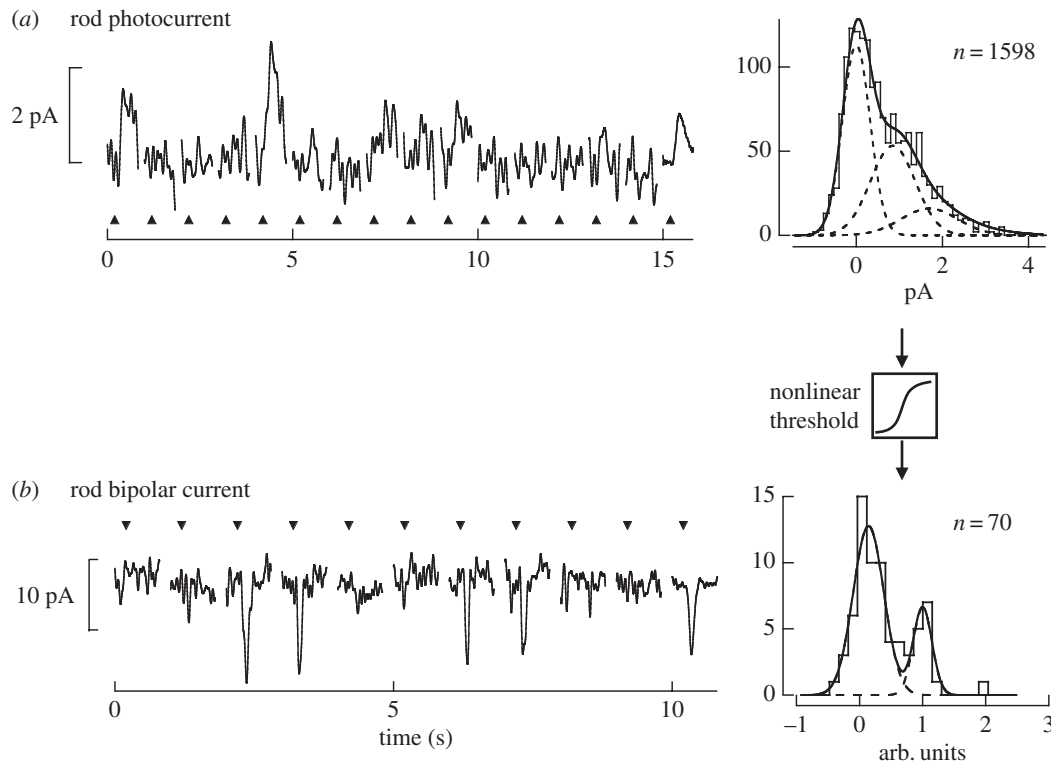 (a) rod photocurrent
2 pA
0 5 10 15
100
50
0
n = 1598
0 2 4
pA
nonlinear
threshold
(b) rod bipolar current
10 pA
0 5 10
time (s)
15
10
5
0
n = 70
–1 0 1 2 3
arb. units